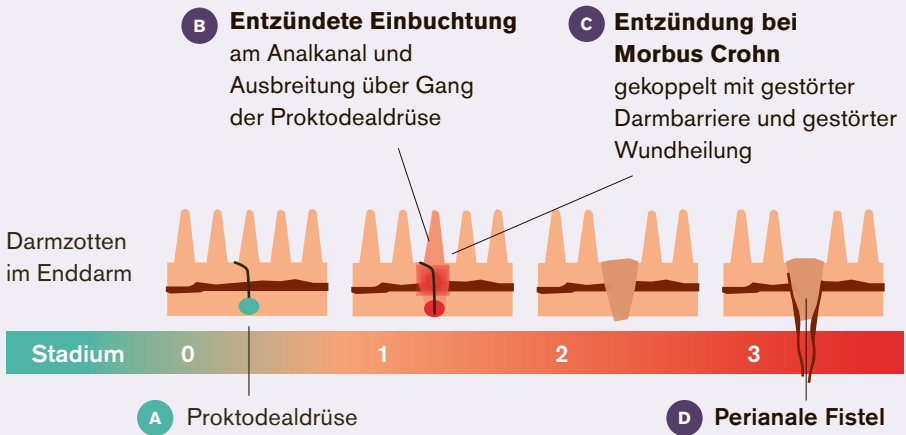 B Entzündete Einbuchtung
am Analkanal und
Ausbreitung über Gang
der Proktodealdrüse
C Entzündung bei
Morbus Crohn
gekoppelt mit gestörter
Darmbarriere und gestörter
Wundheilung
Darmzotten
im Enddarm
Stadium 0 1 2 3
A Proktodealdrüse
D Perianale Fistel